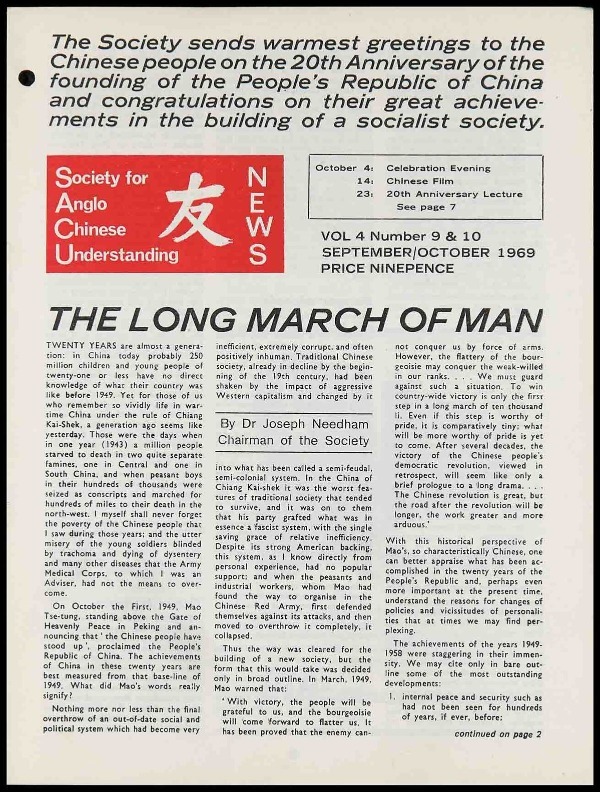 The Society sends warmest greetings to the
Chinese people on the 20th Anniversary of the
founding of the People's Republic of China
and congratulations on their great achieve-
ments in the building of a socialist society.
Society for
Anglo
Chinese
Understanding
友
NEWS
October 4: Celebration Evening
14: Chinese Film
23: 20th Anniversary Lecture
See page 7
VOL 4 Number 9 & 10
SEPTEMBER/OCTOBER 1969
PRICE NINEPENCE
THE LONG MARCH OF MAN
TWENTY YEARS are almost a genera-
tion: in China today probably 250
million children and young people of
twenty-one or less have no direct
knowledge of what their country was
like before 1949. Yet for those of us
who remember so vividly life in war-
time China under the rule of Chiang
Kai-Shek, a generation ago seems like
yesterday. Those were the days when
in one year (1943) a million people
starved to death in two quite separate
famines, one in Central and one in
South China, and when peasant boys
in their hundreds of thousands were
seized as conscripts and marched for
hundreds of miles to their death in the
north-west. I myself shall never forget
the poverty of the Chinese people that
I saw during those years; and the utter
misery of the young soldiers blinded
by trachoma and dying of dysentery
and many other diseases that the Army
Medical Corps, to which I was an
Adviser, had not the means to over-
come.
On October the First, 1949, Mao
Tse-tung, standing above the Gate of
Heavenly Peace in Peking and an-
nouncing that ' the Chinese people have
stood up ', proclaimed the People's
Republic of China. The achievements
of China in these twenty years are
best measured from that base-line of
1949. What did Mao's words really
signify?
Nothing more nor less than the final
overthrow of an out-of-date social and
political system which had become very
inefficient, extremely corrupt, and often
positively inhuman. Traditional Chinese
society, already in decline by the begin-
ning of the 19th century, had been
shaken by the impact of aggressive
Western capitalism and changed by it
By Dr Joseph Needham
Chairman of the Society
into what has been called a semi-feudal,
semi-colonial system. In the China of
Chiang Kai-shek it was the worst fea-
tures of traditional society that tended
to survive, and it was on to them
that his party grafted what was in
essence a fascist system, with the single
saving grace of relative inefficiency.
Despite its strong American backing,
this system, as I know directly from
personal experience, had no popular
support; and when the peasants and
industrial workers, whom Mao had
found the way to organise in the
Chinese Red Army, first defended
themselves against its attacks, and then
moved to overthrow it completely, it
collapsed.
Thus the way was cleared for the
building of a new society, but the
form that this would take was decided
only in broad outline. In March, 1949,
Mao warned that:
' With victory, the people will be
grateful to us, and the bourgeoisie
will come forward to flatter us. It
has been proved that the enemy can-
not conquer us by force of arms.
However, the flattery of the bour-
geoisie may conquer the weak-willed
in our ranks. . . . We must guard
against such a situation. To win
country-wide victory is only the first
step in a long march of ten thousand
li. Even if this step is worthy of
pride, it is comparatively tiny; what
will be more worthy of pride is yet
to come. After several decades, the
victory of the Chinese people's
democratic revolution, viewed in
retrospect, will seem like only a
brief prologue to a long drama. . . .
The Chinese revolution is great, but
the road after the revolution will be
longer, the work greater and more
arduous.'
With this historical perspective of
Mao's, so characteristically Chinese, one
can better appraise what has been ac-
complished in the twenty years of the
People's Republic and, perhaps even
more important at the present time,
understand the reasons for changes of
policies and vicissitudes of personali-
ties that at times we may find per-
plexing.
The achievements of the years 1949-
1958 were staggering in their immen-
sity. We may cite only in bare out-
line some of the most outstanding
developments:
1. internal peace and security such as
had not been seen for hundreds
of years, if ever, before;
continued on page 2